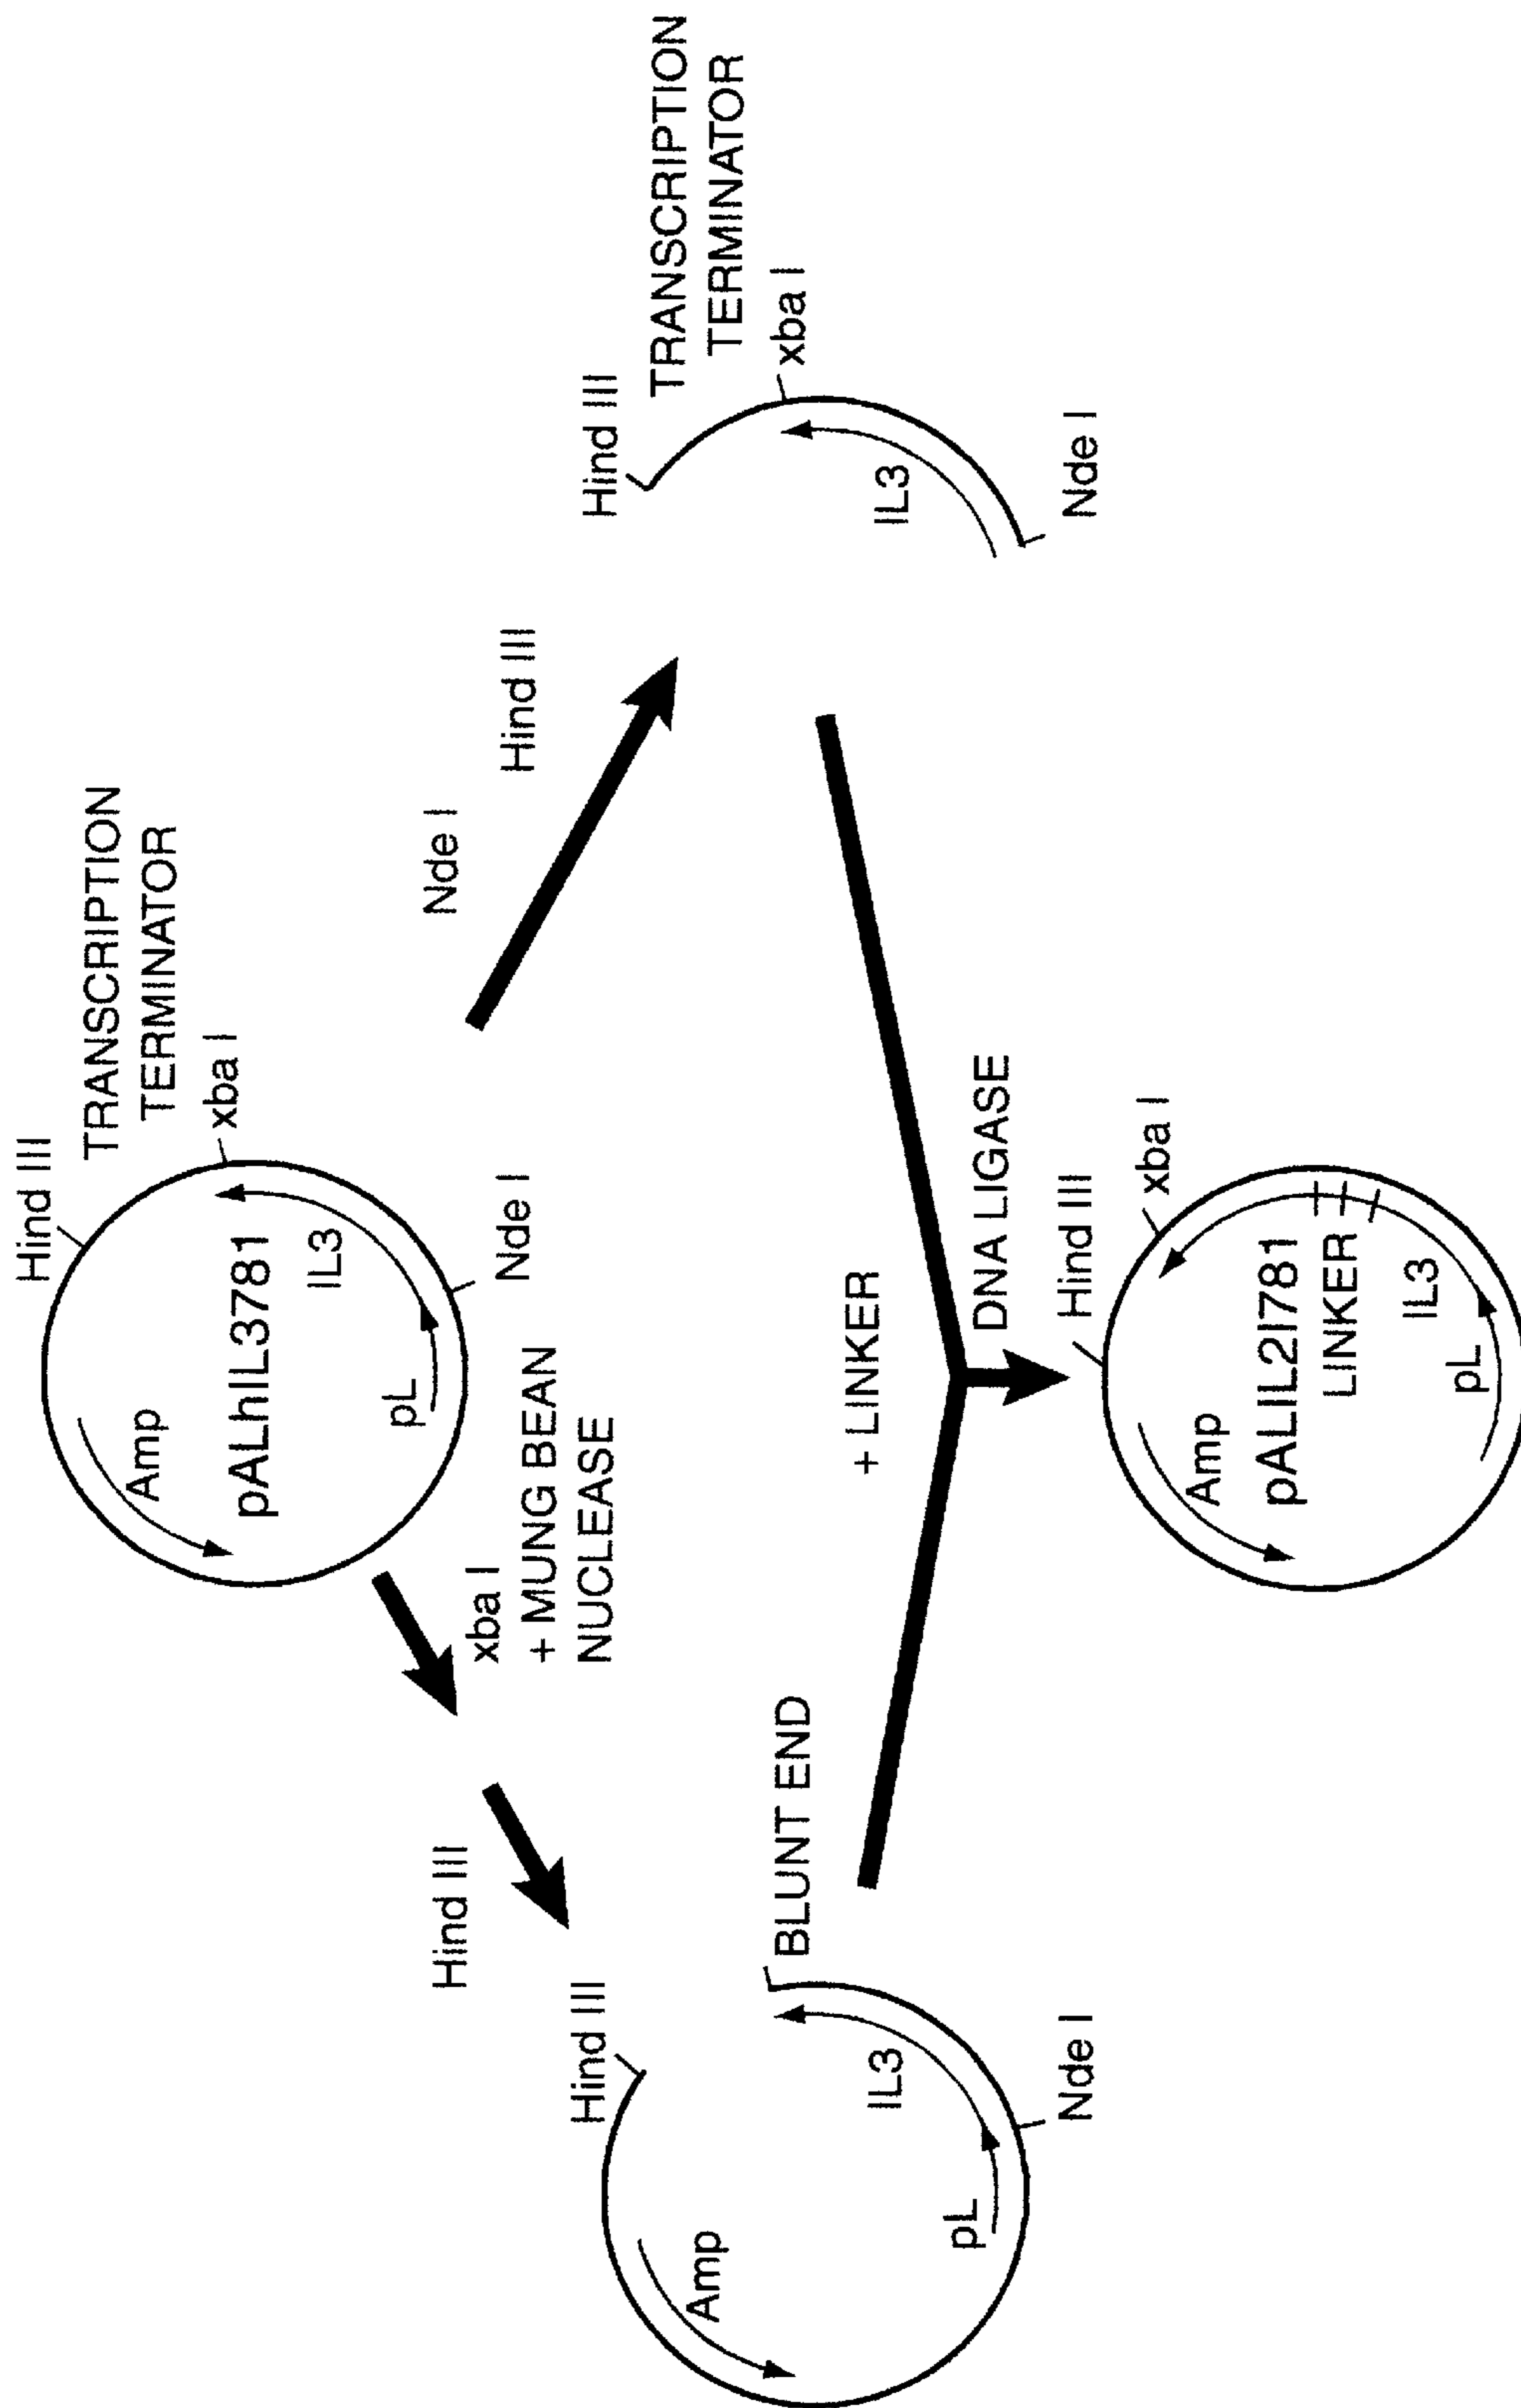 Hind III
TRANSCRIPTION
TERMINATOR
xba I
Amp
pALhIL3781
IL3
pL
Nde I
xba I
+ MUNG BEAN
NUCLEASE
Hind III
Nde I
Hind III
Hind III
BLUNT END
Amp
IL3
pL
Nde I
Hind III
TRANSCRIPTION
TERMINATOR
xba I
IL3
Nde I
+ LINKER
DNA LIGASE
Hind III
xba I
Amp
pALIL2I781
LINKER
IL3
pL